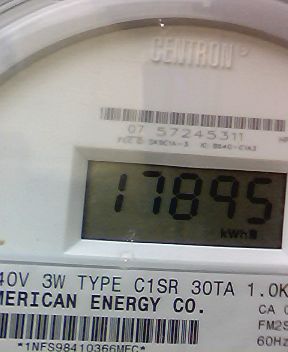 CENTRON®
07 57245311
17895
kWh
40V 3W TYPE C1SR 30TA 1.0K
MERICAN ENERGY CO.
CA
FM2S
60Hz
*1NFS98410366MFC*